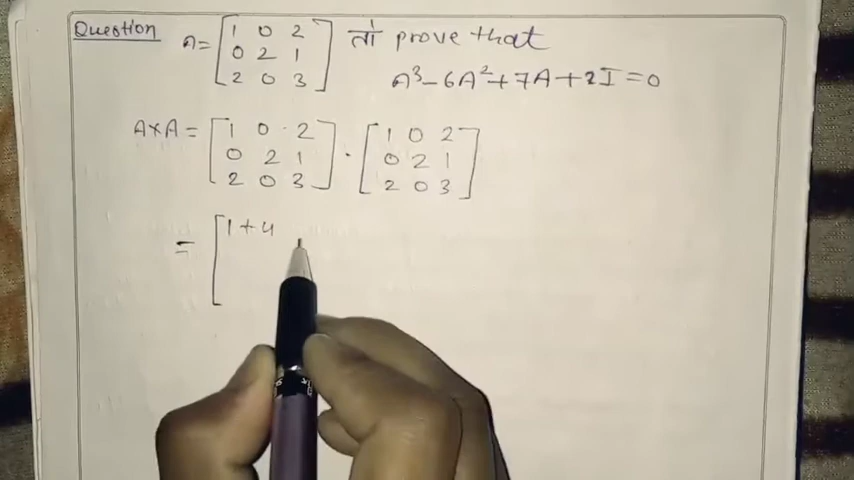 Question A = [1 0 2 तो prove that
0 2 1
2 0 3] A³ - 6A² + 7A + 2I = 0
A×A = [1 0 2 · [1 0 2
0 2 1 0 2 1
2 0 3] 2 0 3]
= [1+4